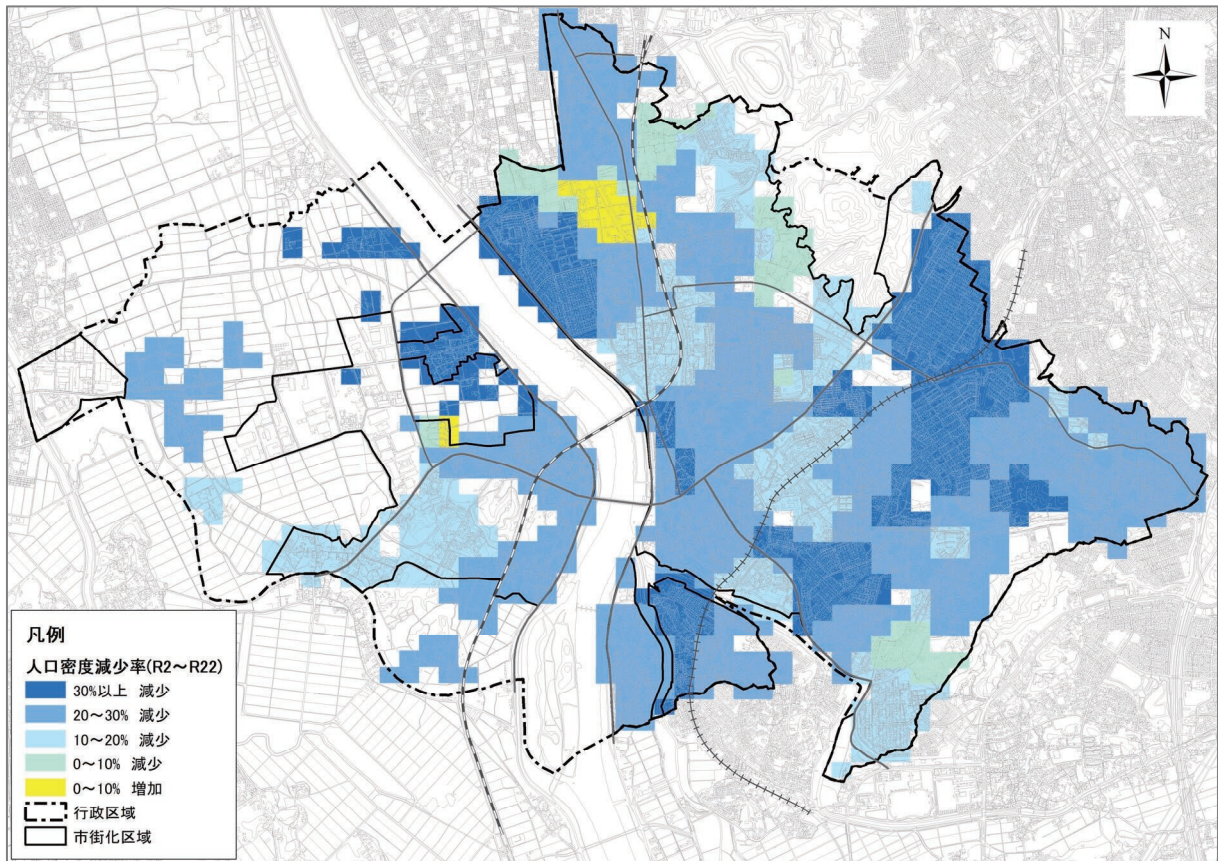 N
凡例
人口密度減少率(R2～R22)
30%以上 減少
20～30% 減少
10～20% 減少
0～10% 減少
0～10% 増加
行政区域
市街化区域